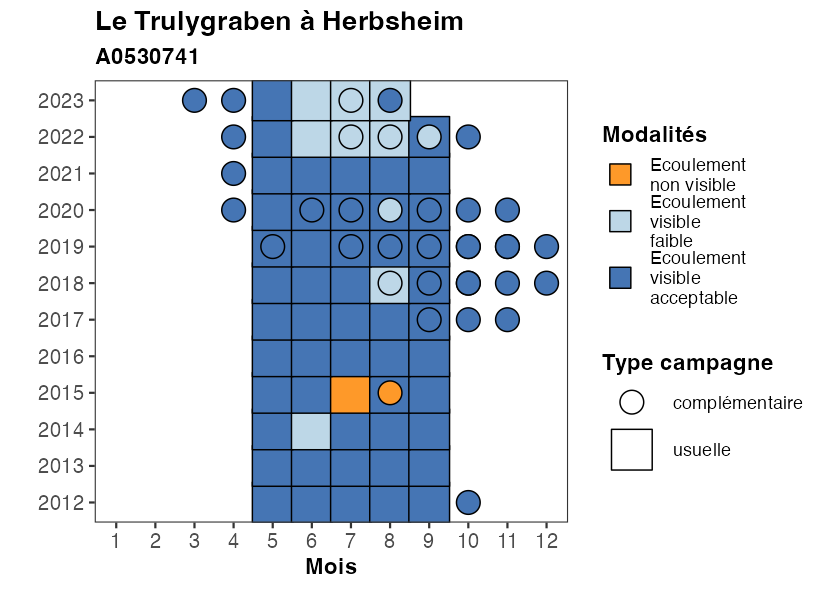 Le Trulygraben à Herbsheim
A0530741
2023
2022
2021
2020
2019
2018
2017
2016
2015
2014
2013
2012
1 2 3 4 5 6 7 8 9 10 11 12
Mois
Modalités
Ecoulement
non visible
Ecoulement
visible
faible
Ecoulement
visible
acceptable
Type campagne
complémentaire
usuelle